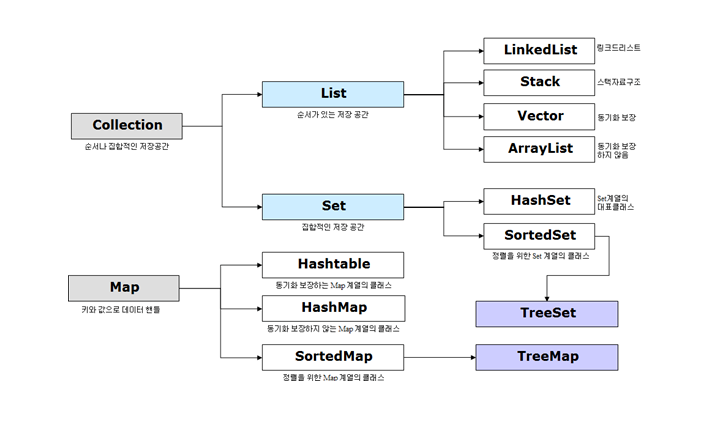 LinkedList
링크드리스트
List
Stack
스택자료구조
순서가 있는 저장 공간
Vector
동기화 보장
Collection
순서나 집합적인 저장공간
ArrayList
동기화 보장
하지 않음
Set
집합적인 저장 공간
HashSet
Set계열의
대표클래스
SortedSet
정렬을 위한 Set 계열의 클래스
Hashtable
동기화 보장하는 Map 계열의 클래스
Map
키와 값으로 데이터 핸들
HashMap
동기화 보장하지 않는 Map 계열의 클래스
TreeSet
SortedMap
정렬을 위한 Map 계열의 클래스
TreeMap